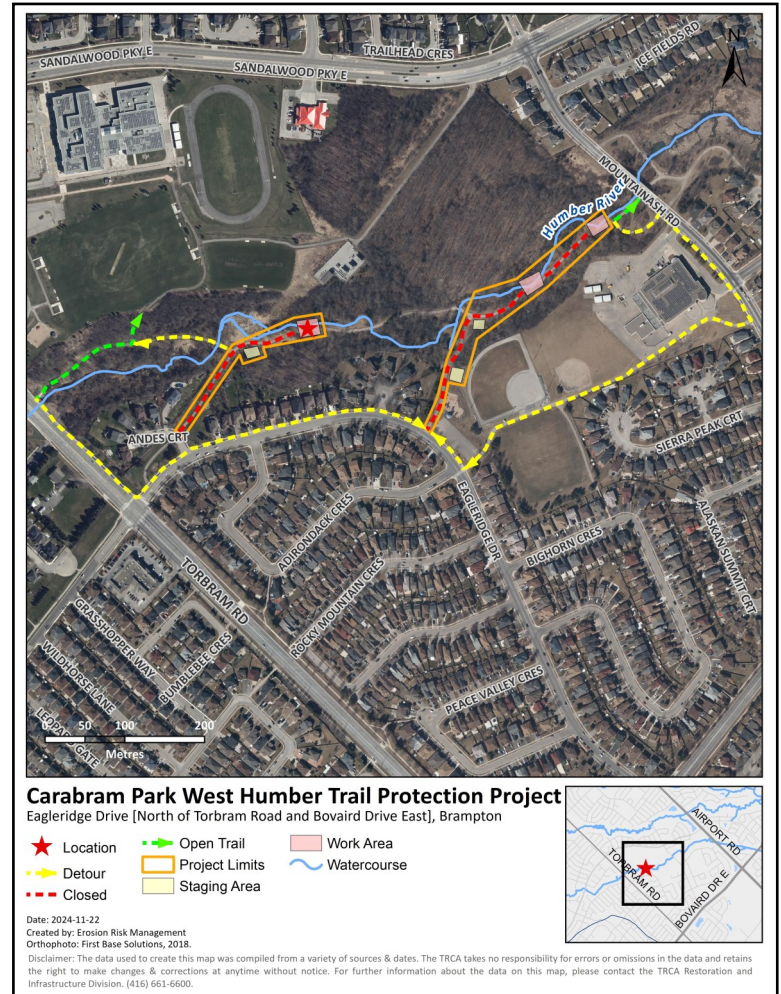 SANDALWOOD PKY E
SANDALWOOD PKY E
TRAILHEAD CRES
ICE FIELDS RD
N
MOUNTAINASH RD
Humber River
ANDES CRT
SIERRA PEAK CRT
ADIRONDACK CRES
EAGLERIDGE DR
ALASKAN SUMMIT CRT
BIGHORN CRES
TORBRAM RD
ROCKY MOUNTAIN CRES
GRASSHOPPER WAY
BUMBLEBEE CRES
WILDHORSE LANE
PEACE VALLEY CRES
LEOPARD GATE
0 50 100 200
Metres
Carabram Park West Humber Trail Protection Project
Eagleridge Drive [North of Torbram Road and Bovaird Drive East], Brampton
Location
Detour
Closed
Open Trail
Project Limits
Staging Area
Work Area
Watercourse
AIRPORT RD
TORBRAM RD
BOVAIRD DR E
Date: 2024-11-22
Created by: Erosion Risk Management
Orthophoto: First Base Solutions, 2018.
Disclaimer: The data used to create this map was compiled from a variety of sources & dates. The TRCA takes no responsibility for errors or omissions in the data and retains
the right to make changes & corrections at anytime without notice. For further information about the data on this map, please contact the TRCA Restoration and
Infrastructure Division. (416) 661-6600.